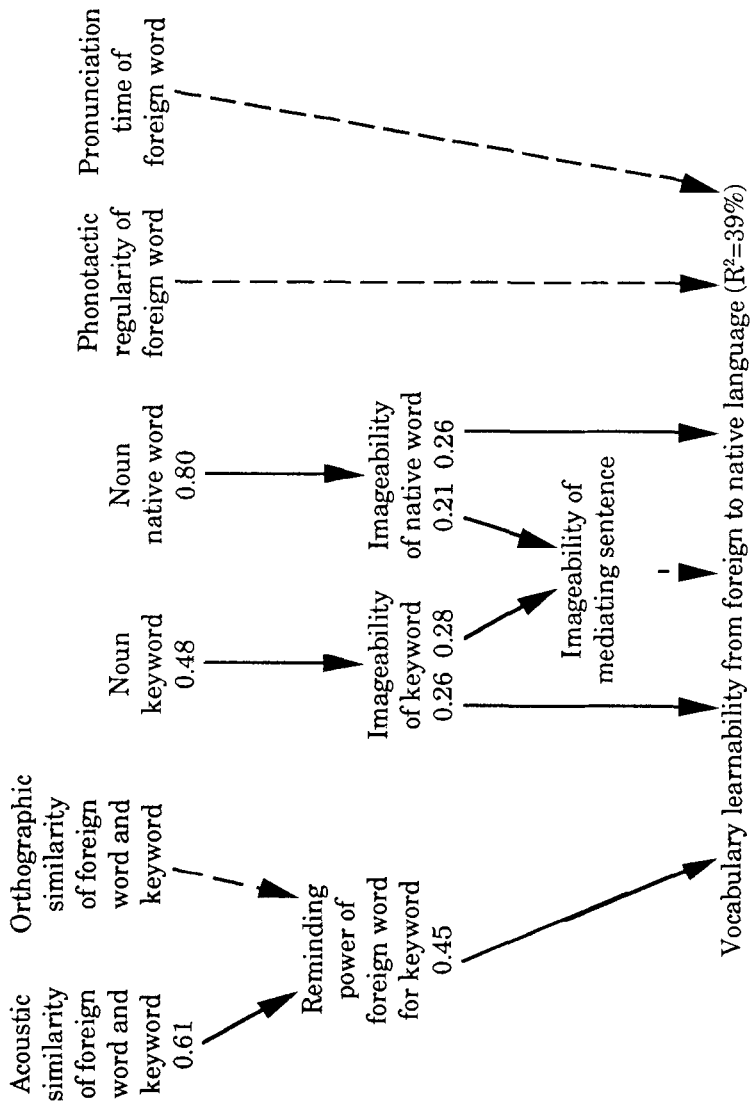 Acoustic
similarity
of foreign
word and
keyword
0.61
Orthographic
similarity
of foreign
word and
keyword
Noun
keyword
0.48
Noun
native word
0.80
Phonotactic
regularity of
foreign word
Pronunciation
time of
foreign word
Reminding
power of
foreign word
for keyword
0.45
Imageability
of keyword
0.26 0.28
Imageability
of native word
0.21 0.26
Imageability of
mediating sentence
Vocabulary learnability from foreign to native language (R²=39%)